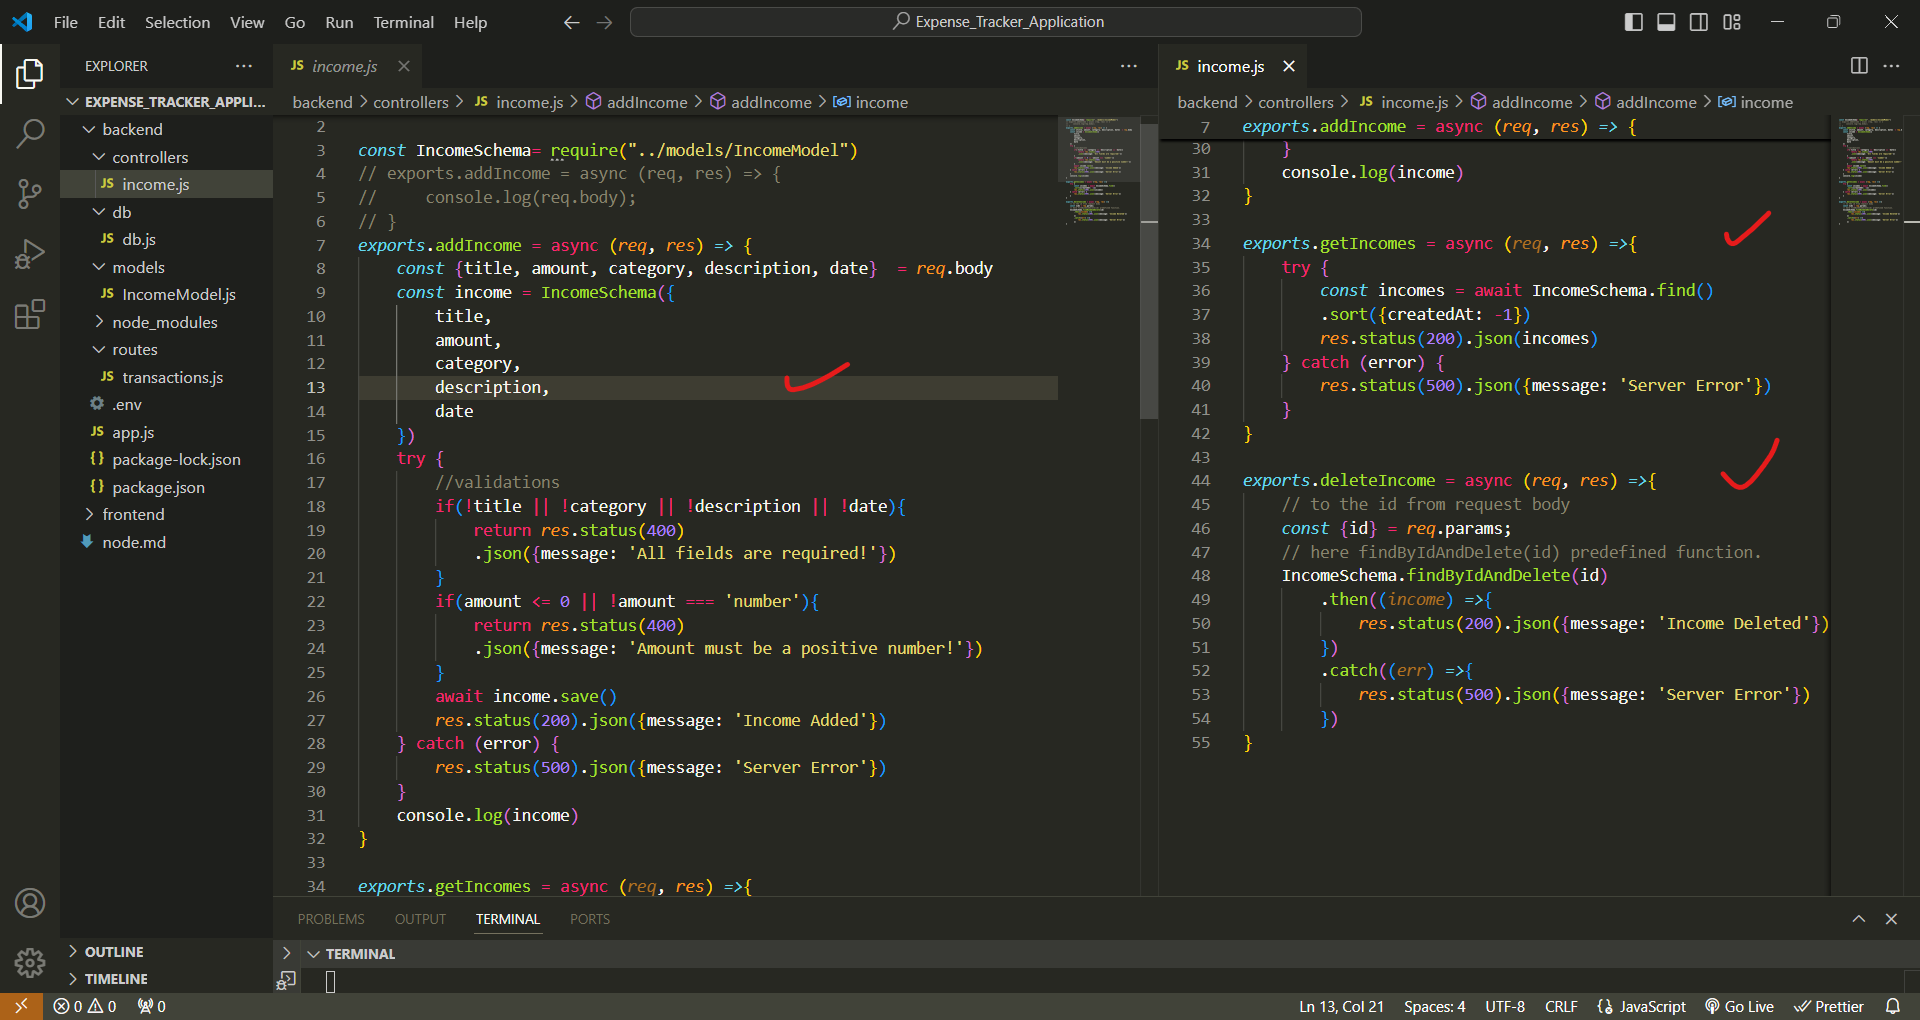 File Edit Selection View Go Run Terminal Help
Expense_Tracker_Application
EXPLORER
EXPENSE_TRACKER_APPLI...
backend
controllers
JS income.js
db
JS db.js
models
JS IncomeModel.js
node_modules
routes
JS transactions.js
.env
JS app.js
{} package-lock.json
{} package.json
frontend
node.md
OUTLINE
TIMELINE
JS income.js
backend > controllers > JS income.js > addIncome > addIncome > income
2
3 const IncomeSchema= require("../models/IncomeModel")
4 // exports.addIncome = async (req, res) => {
5 //     console.log(req.body);
6 // }
7 exports.addIncome = async (req, res) => {
8     const {title, amount, category, description, date}  = req.body
9     const income = IncomeSchema({
10         title,
11         amount,
12         category,
13         description,
14         date
15     })
16     try {
17         //validations
18         if(!title || !category || !description || !date){
19             return res.status(400)
20             .json({message: 'All fields are required!'})
21         }
22         if(amount <= 0 || !amount === 'number'){
23             return res.status(400)
24             .json({message: 'Amount must be a positive number!'})
25         }
26         await income.save()
27         res.status(200).json({message: 'Income Added'})
28     } catch (error) {
29         res.status(500).json({message: 'Server Error'})
30     }
31     console.log(income)
32 }
33
34 exports.getIncomes = async (req, res) =>{
JS income.js
backend > controllers > JS income.js > addIncome > addIncome > income
7 exports.addIncome = async (req, res) => {
30     }
31     console.log(income)
32 }
33
34 exports.getIncomes = async (req, res) =>{
35     try {
36         const incomes = await IncomeSchema.find()
37         .sort({createdAt: -1})
38         res.status(200).json(incomes)
39     } catch (error) {
40         res.status(500).json({message: 'Server Error'})
41     }
42 }
43
44 exports.deleteIncome = async (req, res) =>{
45     // to the id from request body
46     const {id} = req.params;
47     // here findByIdAndDelete(id) predefined function.
48     IncomeSchema.findByIdAndDelete(id)
49         .then((income) =>{
50             res.status(200).json({message: 'Income Deleted'})
51         })
52         .catch((err) =>{
53             res.status(500).json({message: 'Server Error'})
54         })
55 }
PROBLEMS OUTPUT TERMINAL PORTS
TERMINAL
0 0 0 Ln 13, Col 21 Spaces: 4 UTF-8 CRLF {} JavaScript Go Live Prettier